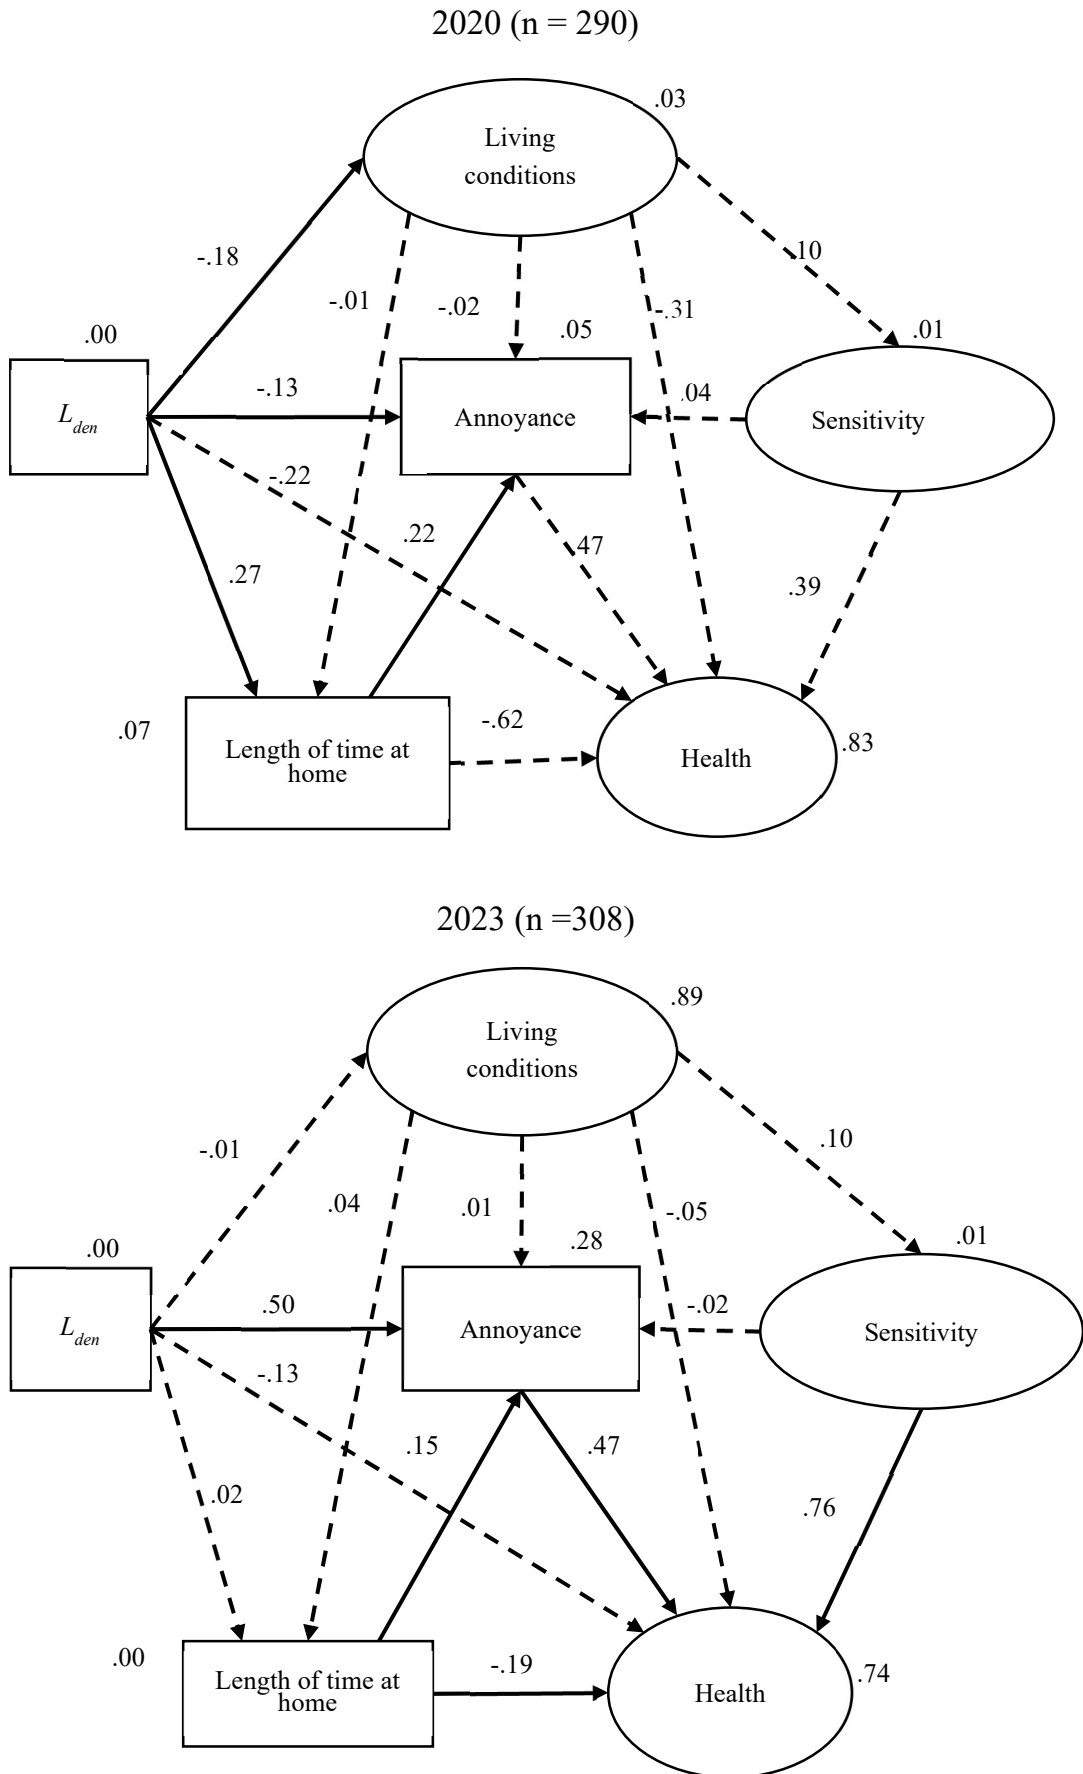 2020 (n = 290)
.03
Living
conditions
-.18
.10
-.01
-.02
-.31
.00
.05
.01
-.13
.04
L_den
Annoyance
Sensitivity
-.22
.22
.47
.27
.39
.07
-.62
.83
Length of time at
home
Health
2023 (n =308)
.89
Living
conditions
-.01
.10
.04
.01
-.05
.00
.28
.01
.50
-.02
L_den
Annoyance
Sensitivity
-.13
.15
.47
.02
.76
.00
-.19
.74
Length of time at
home
Health